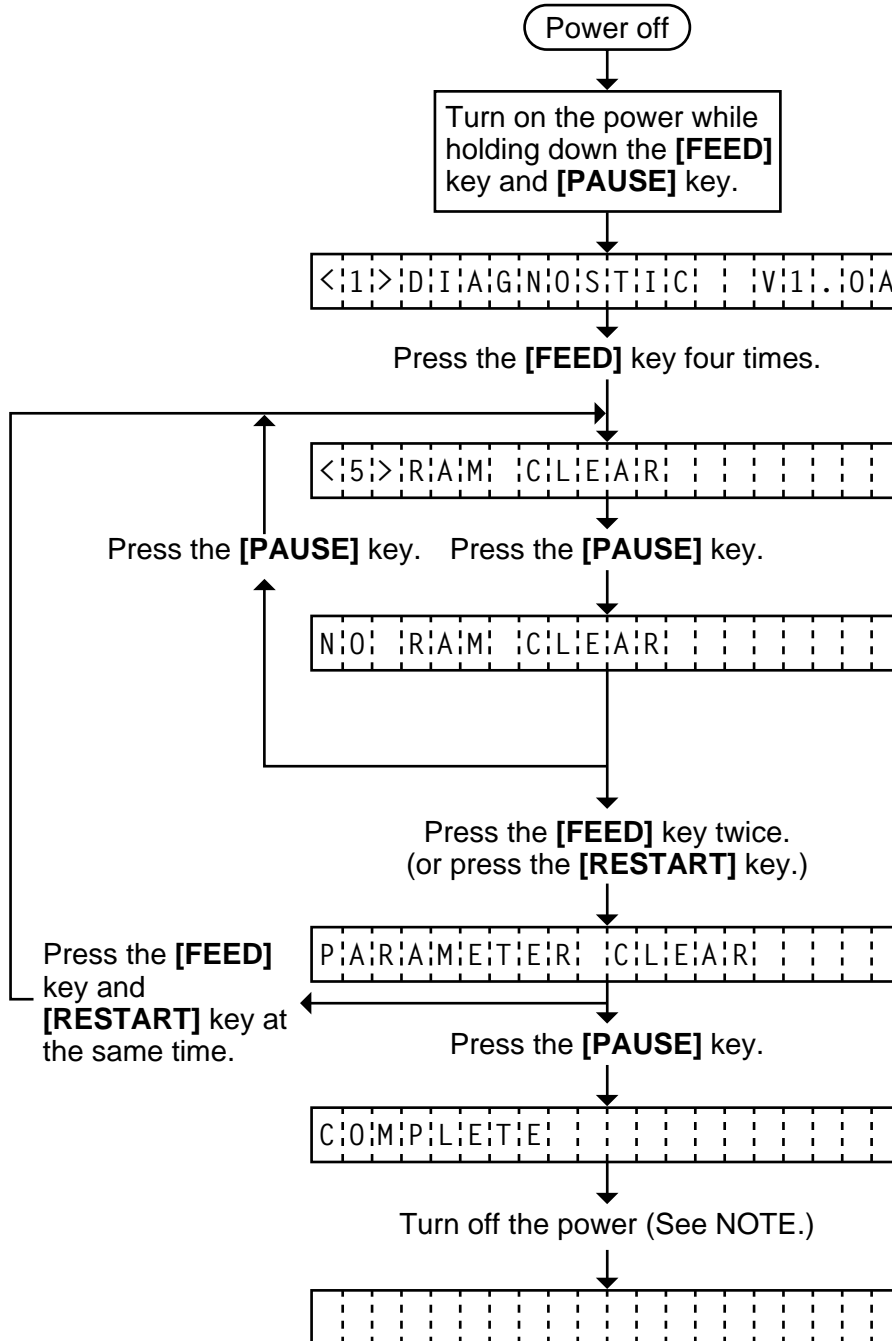 Power off
Turn on the power while
holding down the [FEED]
key and [PAUSE] key.
<1>DIAGNOSTIC  V1.0A
Press the [FEED] key four times.
<5>RAM CLEAR
Press the [PAUSE] key.
Press the [PAUSE] key.
NO RAM CLEAR
Press the [FEED] key twice.
(or press the [RESTART] key.)
PARAMETER CLEAR
Press the [FEED]
key and
[RESTART] key at
the same time.
Press the [PAUSE] key.
COMPLETE
Turn off the power (See NOTE.)